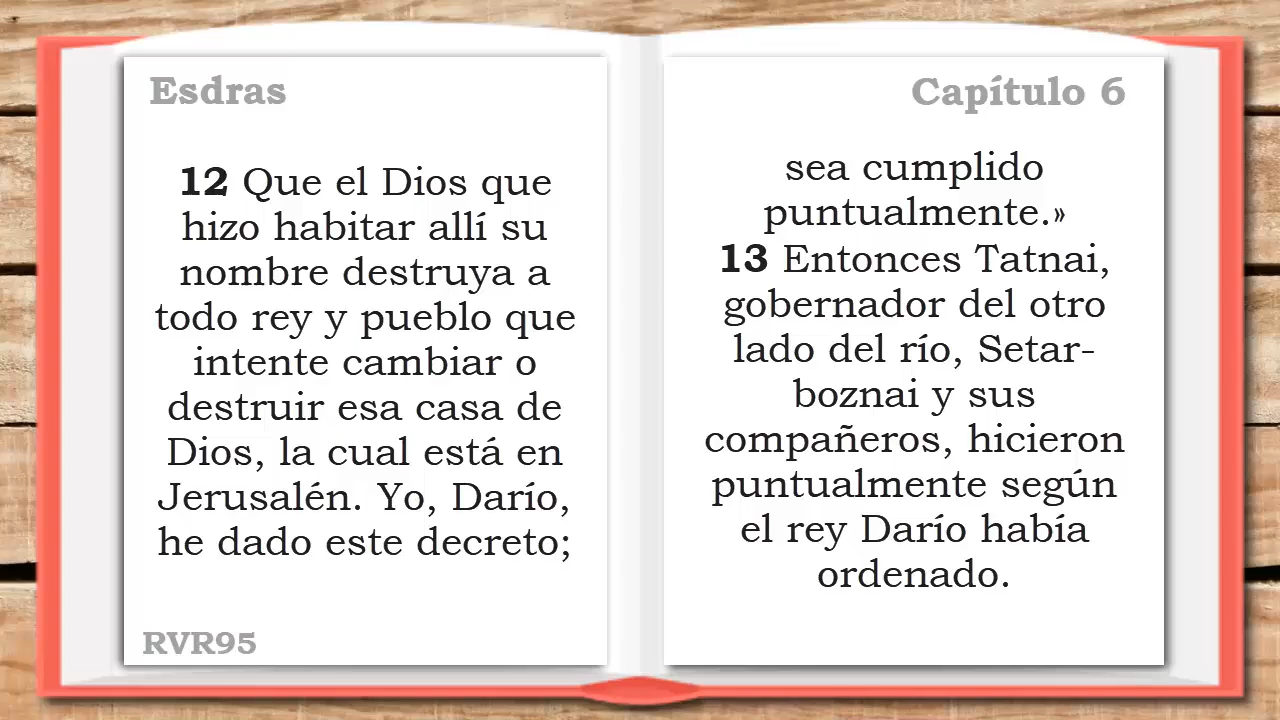 Esdras
12 Que el Dios que
hizo habitar allí su
nombre destruya a
todo rey y pueblo que
intente cambiar o
destruir esa casa de
Dios, la cual está en
Jerusalén. Yo, Darío,
he dado este decreto;
RVR95
Capítulo 6
sea cumplido
puntualmente.»
13 Entonces Tatnai,
gobernador del otro
lado del río, Setar-
boznai y sus
compañeros, hicieron
puntualmente según
el rey Darío había
ordenado.